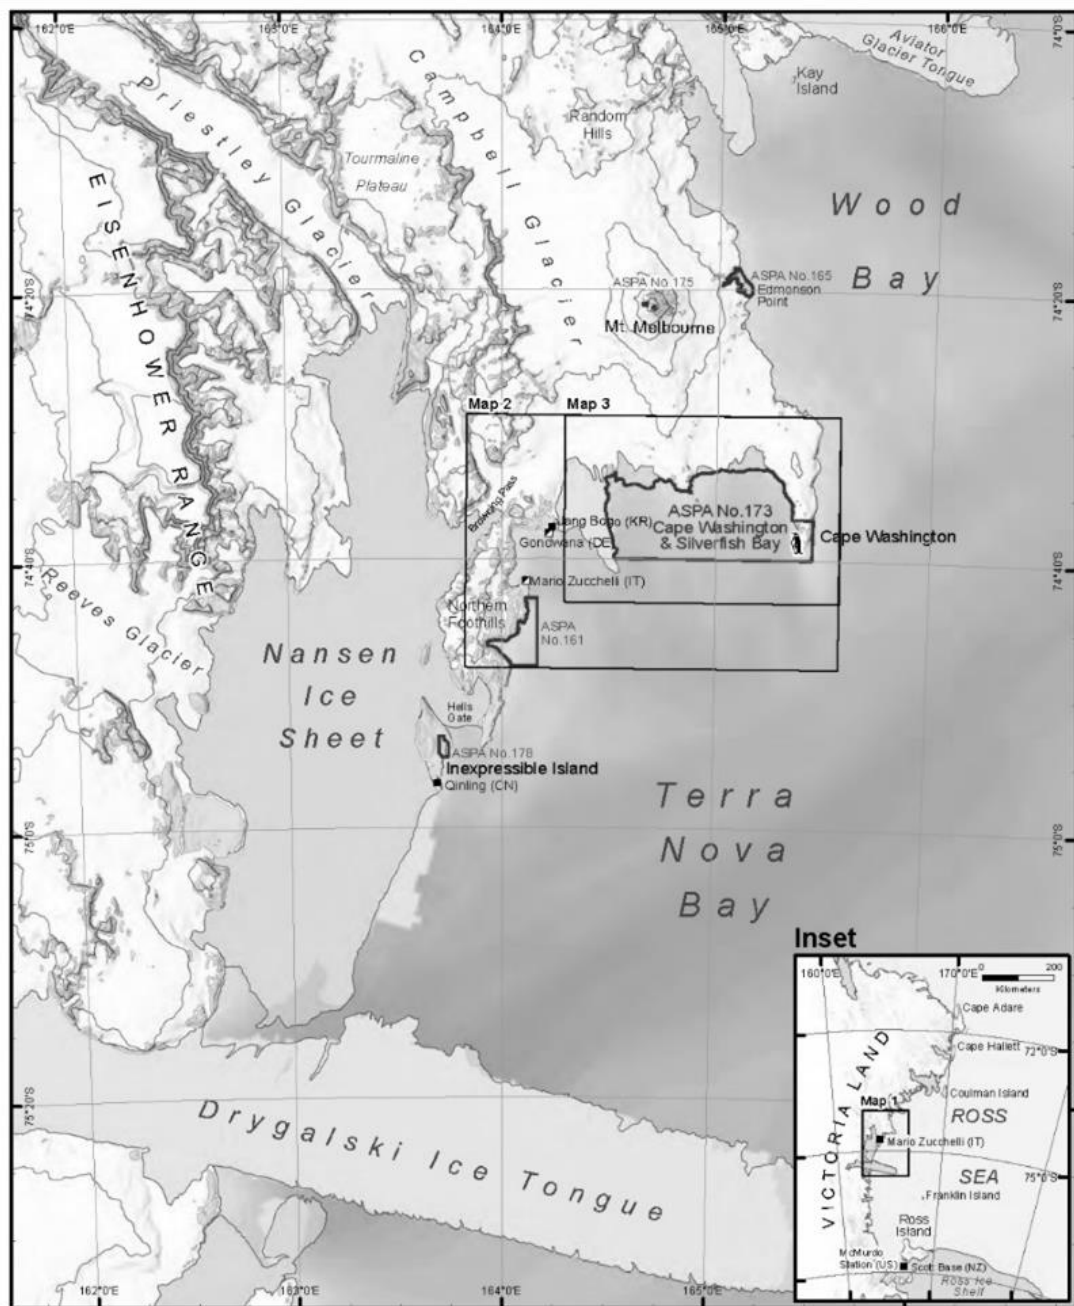 162°0'E
163°0'E
164°0'E
165°0'E
166°0'E
74°0'S
Aviator
Glacier Tongue
Kay
Island
Campbell Glacier
Priestley Glacier
Random
Hills
Tourmaline
Plateau
EISENHOWER RANGE
Wood
Bay
ASPA No.175
ASPA No.165
Edmonson
Point
74°20'S
74°20'S
Mt. Melbourne
Map 2
Map 3
Browning Pass
ASPA No.173
Cape Washington
& Silverfish Bay
Cape Washington
Jang Bogo (KR)
Gondwana (DE)
74°40'S
74°40'S
Mario Zucchelli (IT)
Reeves Glacier
Northern
Foothills
ASPA
No.161
Nansen
Ice
Sheet
Hells
Gate
ASPA No.178
Inexpressible Island
Qinling (CN)
Terra
Nova
Bay
75°0'S
75°0'S
75°20'S
Drygalski Ice Tongue
162°0'E
163°0'E
164°0'E
165°0'E
Inset
160°0'E
170°0'E
0
200
Kilometers
Cape Adare
Cape Hallett
72°0'S
VICTORIA LAND
Coulman Island
Map 1
ROSS
Mario Zucchelli (IT)
SEA
75°0'S
Franklin Island
Ross
Island
McMurdo
Station (US)
Scott Base (NZ)
Ross Ice
Shelf